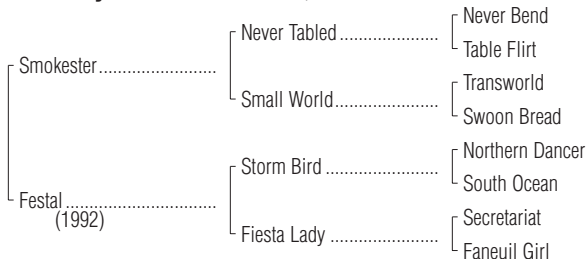 Never Bend
Never Tabled ....................
Table Flirt
Smokester........................
Transworld
Small World.....................
Swoon Bread
Northern Dancer
Storm Bird .......................
South Ocean
Festal ...............................
(1992)
Secretariat
Fiesta Lady ......................
Faneuil Girl